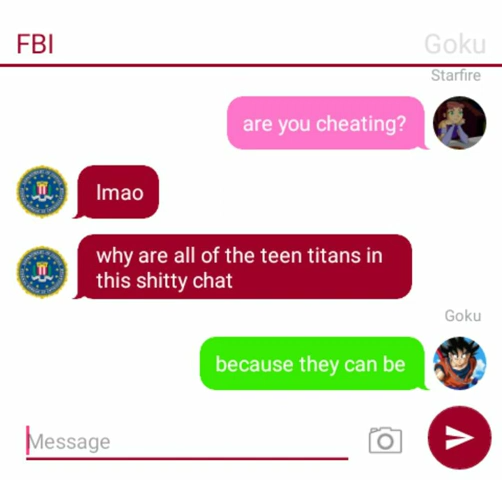 FBI
Goku
Starfire
are you cheating?
lmao
why are all of the teen titans in
this shitty chat
Goku
because they can be
Message